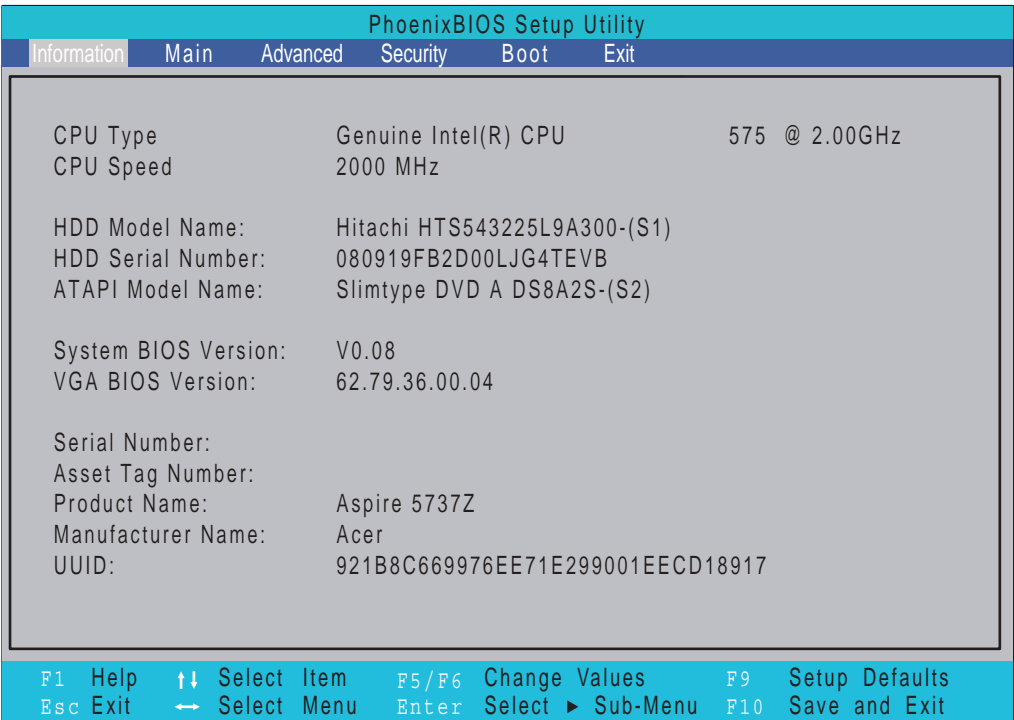 PhoenixBIOS Setup Utility
Information Main Advanced Security Boot Exit
CPU Type Genuine Intel(R) CPU 575 @ 2.00GHz
CPU Speed 2000 MHz
HDD Model Name: Hitachi HTS543225L9A300-(S1)
HDD Serial Number: 080919FB2D00LJG4TEVB
ATAPI Model Name: Slimtype DVD A DS8A2S-(S2)
System BIOS Version: V0.08
VGA BIOS Version: 62.79.36.00.04
Serial Number:
Asset Tag Number:
Product Name: Aspire 5737Z
Manufacturer Name: Acer
UUID: 921B8C669976EE71E299001EECD18917
F1 Help ↑↓ Select Item F5/F6 Change Values F9 Setup Defaults
Esc Exit ↔ Select Menu Enter Select ► Sub-Menu F10 Save and Exit